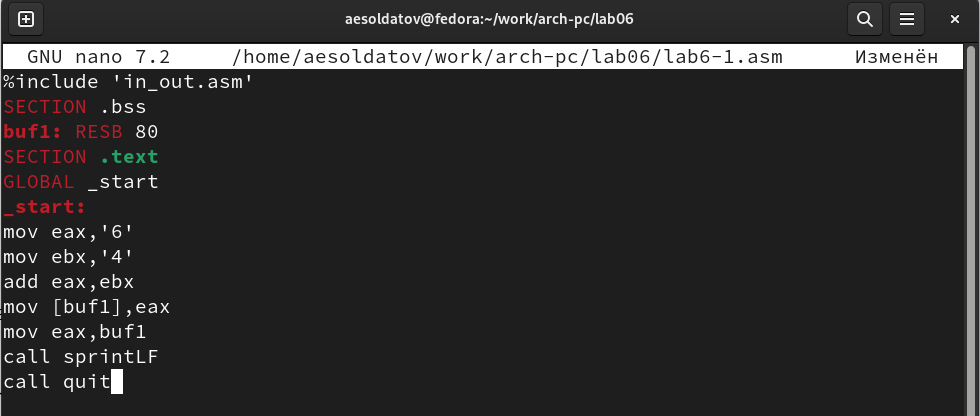 aesoldatov@fedora:~/work/arch-pc/lab06
GNU nano 7.2 /home/aesoldatov/work/arch-pc/lab06/lab6-1.asm Изменён
%include 'in_out.asm'
SECTION .bss
buf1: RESB 80
SECTION .text
GLOBAL _start
_start:
mov eax,'6'
mov ebx,'4'
add eax,ebx
mov [buf1],eax
mov eax,buf1
call sprintLF
call quit